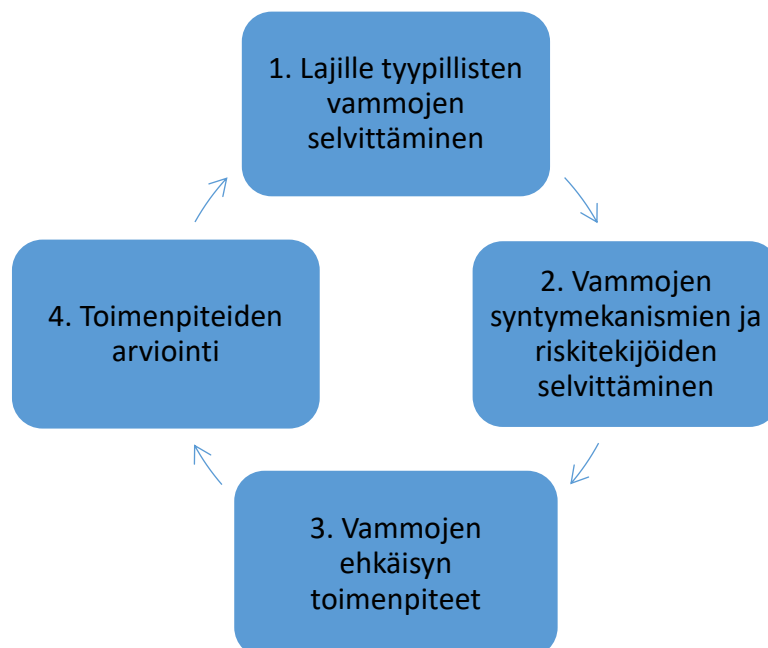 1. Lajille tyypillisten
vammojen
selvittäminen
2. Vammojen
syntymekanismien ja
riskitekijöiden
selvittäminen
3. Vammojen
ehkäisyn
toimenpiteet
4. Toimenpiteiden
arviointi